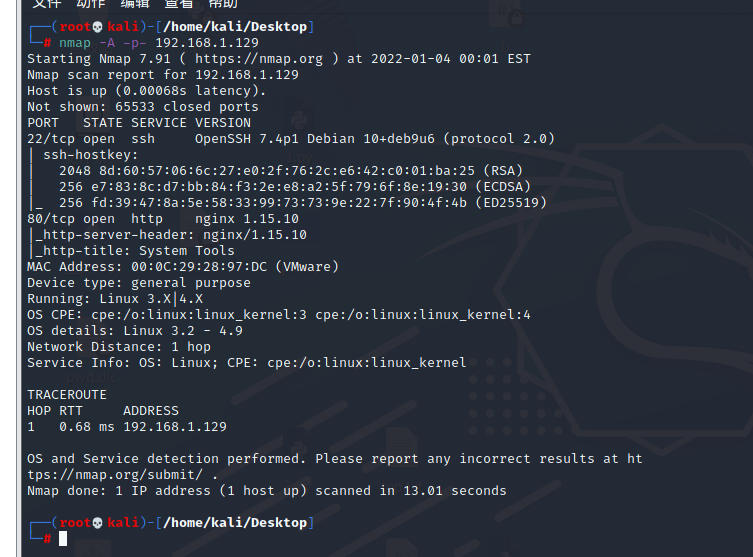 文件 动作 编辑 查看 帮助
┌──(root💀kali)-[/home/kali/Desktop]
└─# nmap -A -p- 192.168.1.129
Starting Nmap 7.91 ( https://nmap.org ) at 2022-01-04 00:01 EST
Nmap scan report for 192.168.1.129
Host is up (0.00068s latency).
Not shown: 65533 closed ports
PORT   STATE SERVICE VERSION
22/tcp open  ssh     OpenSSH 7.4p1 Debian 10+deb9u6 (protocol 2.0)
| ssh-hostkey:
|   2048 8d:60:57:06:6c:27:e0:2f:76:2c:e6:42:c0:01:ba:25 (RSA)
|   256 e7:83:8c:d7:bb:84:f3:2e:e8:a2:5f:79:6f:8e:19:30 (ECDSA)
|_  256 fd:39:47:8a:5e:58:33:99:73:73:9e:22:7f:90:4f:4b (ED25519)
80/tcp open  http    nginx 1.15.10
|_http-server-header: nginx/1.15.10
|_http-title: System Tools
MAC Address: 00:0C:29:28:97:DC (VMware)
Device type: general purpose
Running: Linux 3.X|4.X
OS CPE: cpe:/o:linux:linux_kernel:3 cpe:/o:linux:linux_kernel:4
OS details: Linux 3.2 - 4.9
Network Distance: 1 hop
Service Info: OS: Linux; CPE: cpe:/o:linux:linux_kernel
TRACEROUTE
HOP RTT     ADDRESS
1   0.68 ms 192.168.1.129
OS and Service detection performed. Please report any incorrect results at ht
tps://nmap.org/submit/ .
Nmap done: 1 IP address (1 host up) scanned in 13.01 seconds
┌──(root💀kali)-[/home/kali/Desktop]
└─#